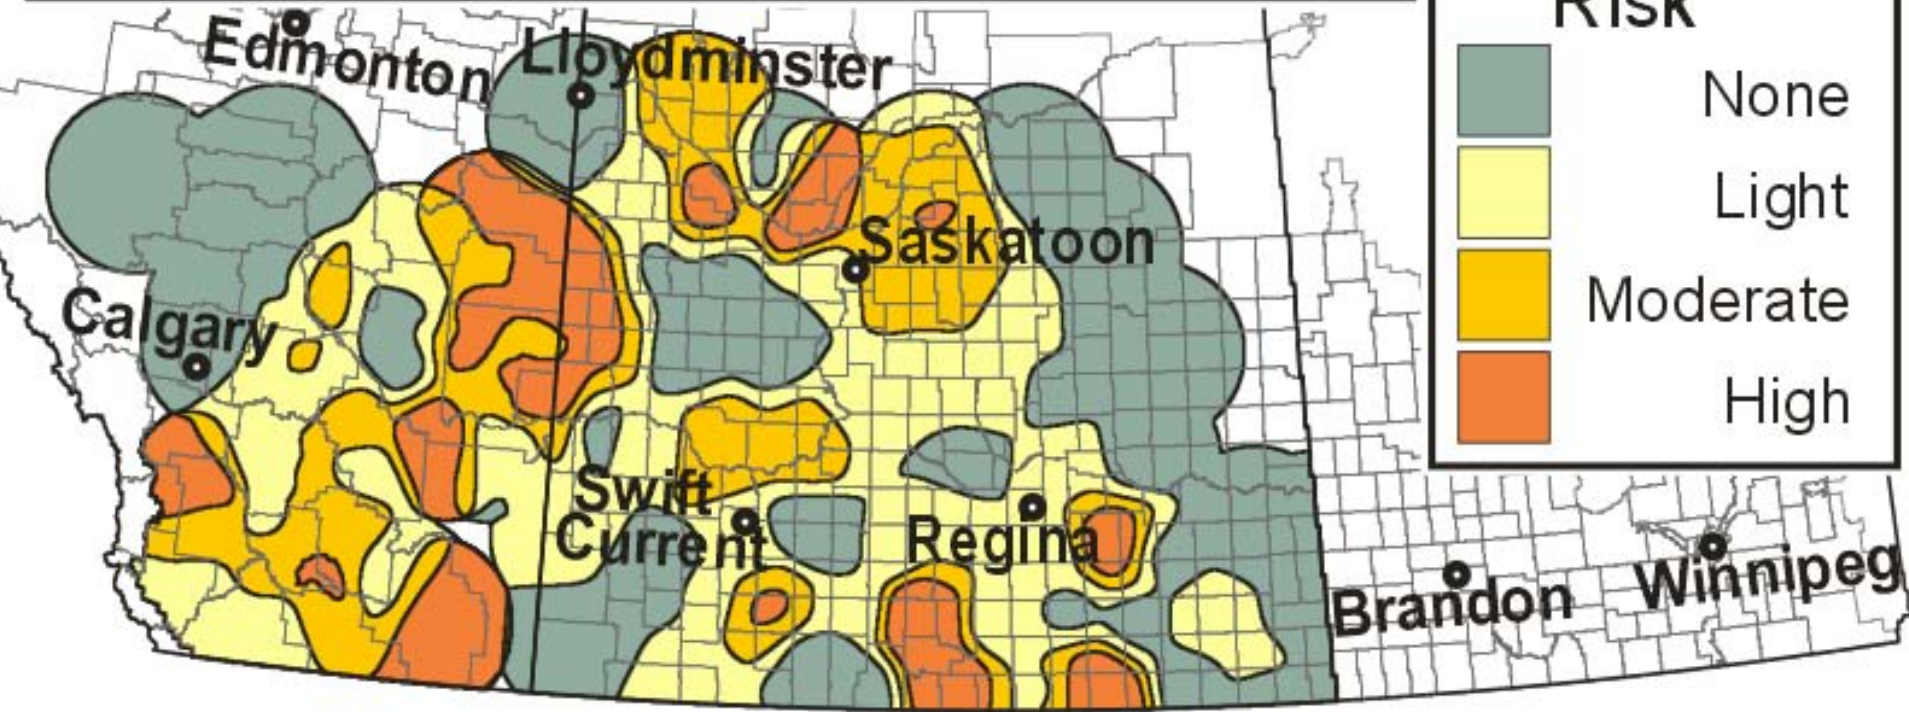 Edmonton
Lloydminster
Saskatoon
Calgary
Swift
Current
Regina
Brandon
Winnipeg
Risk
None
Light
Moderate
High